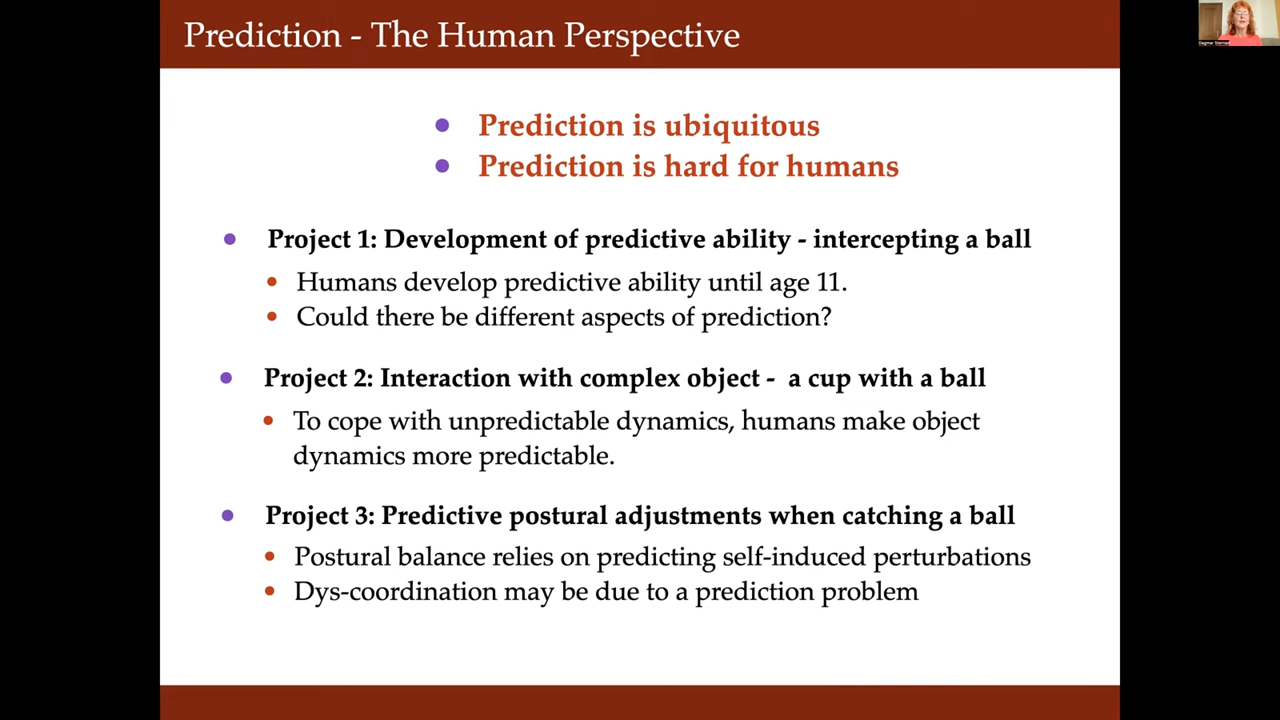 Prediction - The Human Perspective
• Prediction is ubiquitous
• Prediction is hard for humans
• Project 1: Development of predictive ability - intercepting a ball
• Humans develop predictive ability until age 11.
• Could there be different aspects of prediction?
• Project 2: Interaction with complex object - a cup with a ball
• To cope with unpredictable dynamics, humans make object
dynamics more predictable.
• Project 3: Predictive postural adjustments when catching a ball
• Postural balance relies on predicting self-induced perturbations
• Dys-coordination may be due to a prediction problem
Dagmar